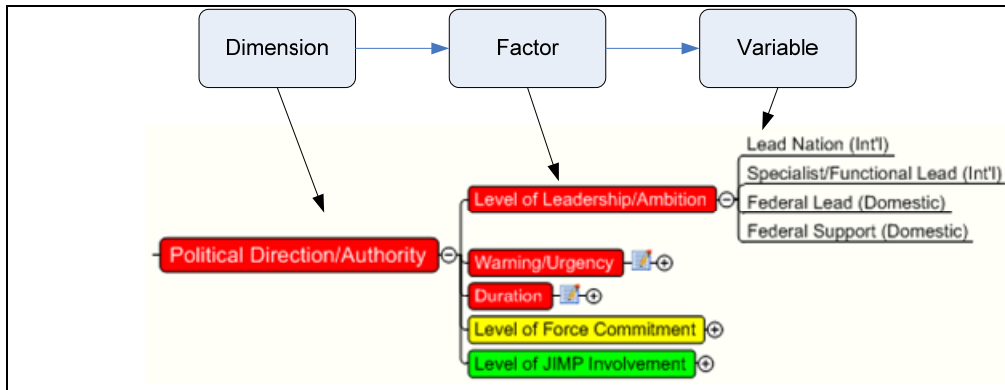 Dimension
Factor
Variable
Lead Nation (Int'l)
Specialist/Functional Lead (Int'l)
Federal Lead (Domestic)
Federal Support (Domestic)
Level of Leadership/Ambition
Political Direction/Authority
Warning/Urgency
Duration
Level of Force Commitment
Level of JIMP Involvement